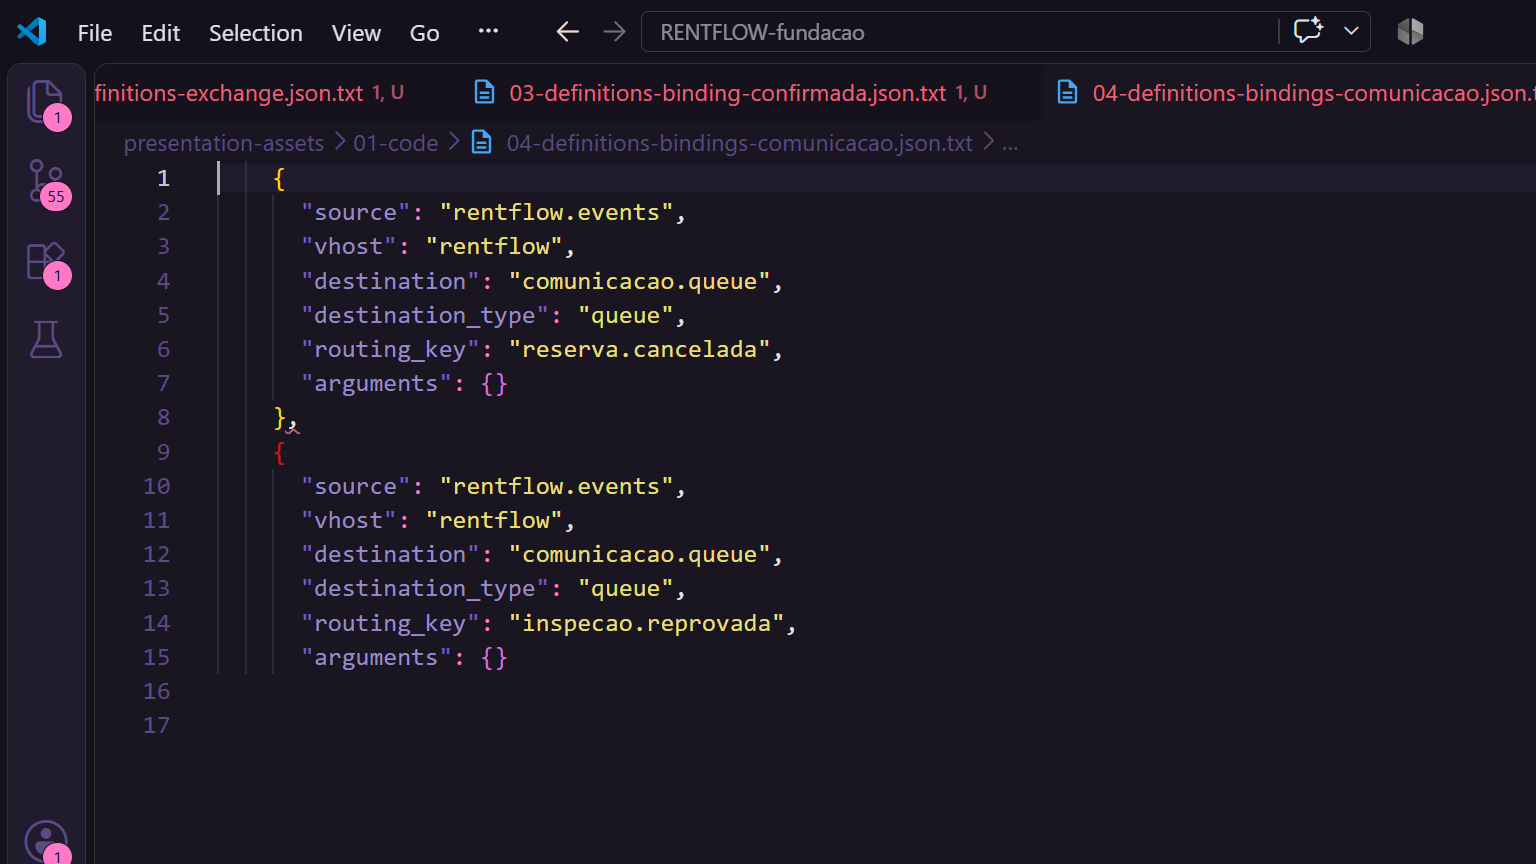 File Edit Selection View Go ... RENTFLOW-fundacao
finitions-exchange.json.txt 1, U 03-definitions-binding-confirmada.json.txt 1, U 04-definitions-bindings-comunicacao.json.t
presentation-assets > 01-code > 04-definitions-bindings-comunicacao.json.txt > ...
1
55
1
1
1 {
2 "source": "rentflow.events",
3 "vhost": "rentflow",
4 "destination": "comunicacao.queue",
5 "destination_type": "queue",
6 "routing_key": "reserva.cancelada",
7 "arguments": {}
8 },
9 {
10 "source": "rentflow.events",
11 "vhost": "rentflow",
12 "destination": "comunicacao.queue",
13 "destination_type": "queue",
14 "routing_key": "inspecao.reprovada",
15 "arguments": {}
16
17